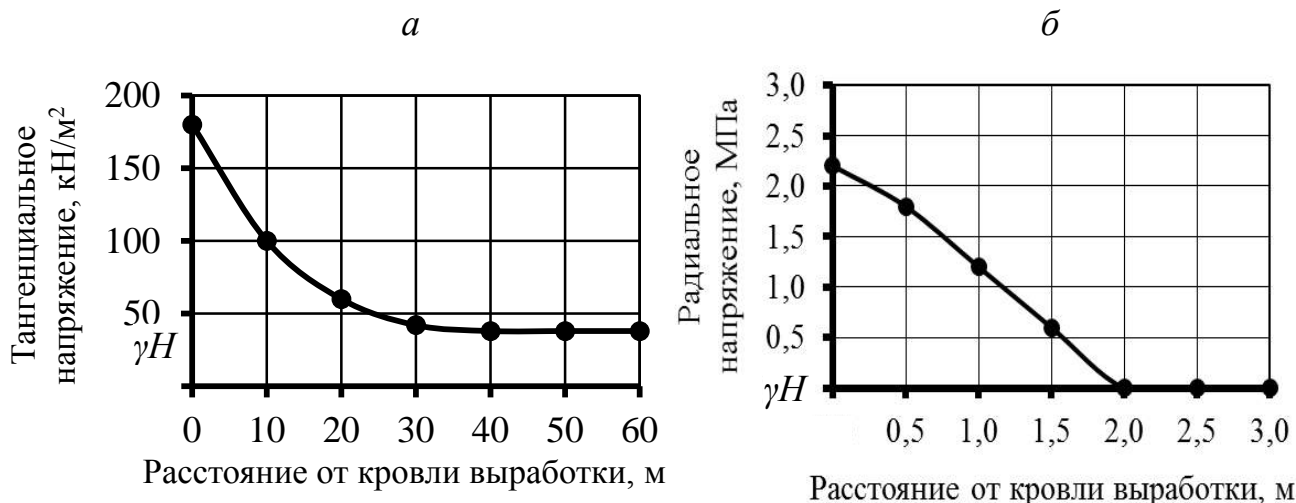 а
Тангенциальное
напряжение, кН/м²
200
150
100
50
γH
0 10 20 30 40 50 60
Расстояние от кровли выработки, м
б
Радиальное
напряжение, МПа
3,0
2,5
2,0
1,5
1,0
0,5
γH
0,5 1,0 1,5 2,0 2,5 3,0
Расстояние от кровли выработки, м